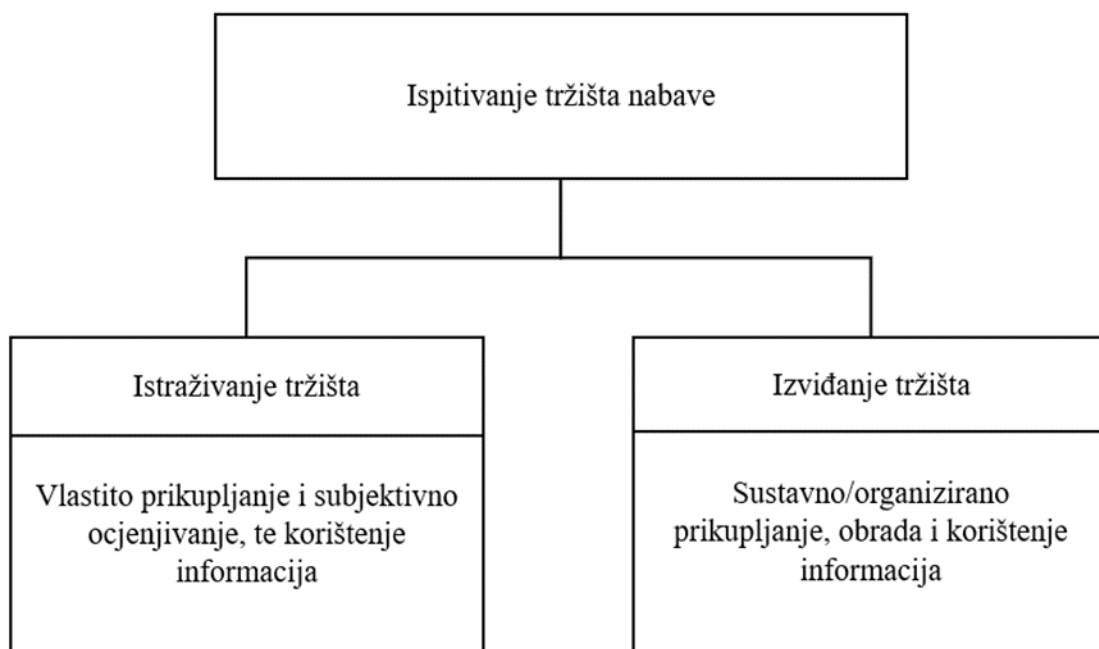 Ispitivanje tržišta nabave
Istraživanje tržišta
Vlastito prikupljanje i subjektivno
ocjenjivanje, te korištenje
informacija
Izviđanje tržišta
Sustavno/organizirano
prikupljanje, obrada i korištenje
informacija